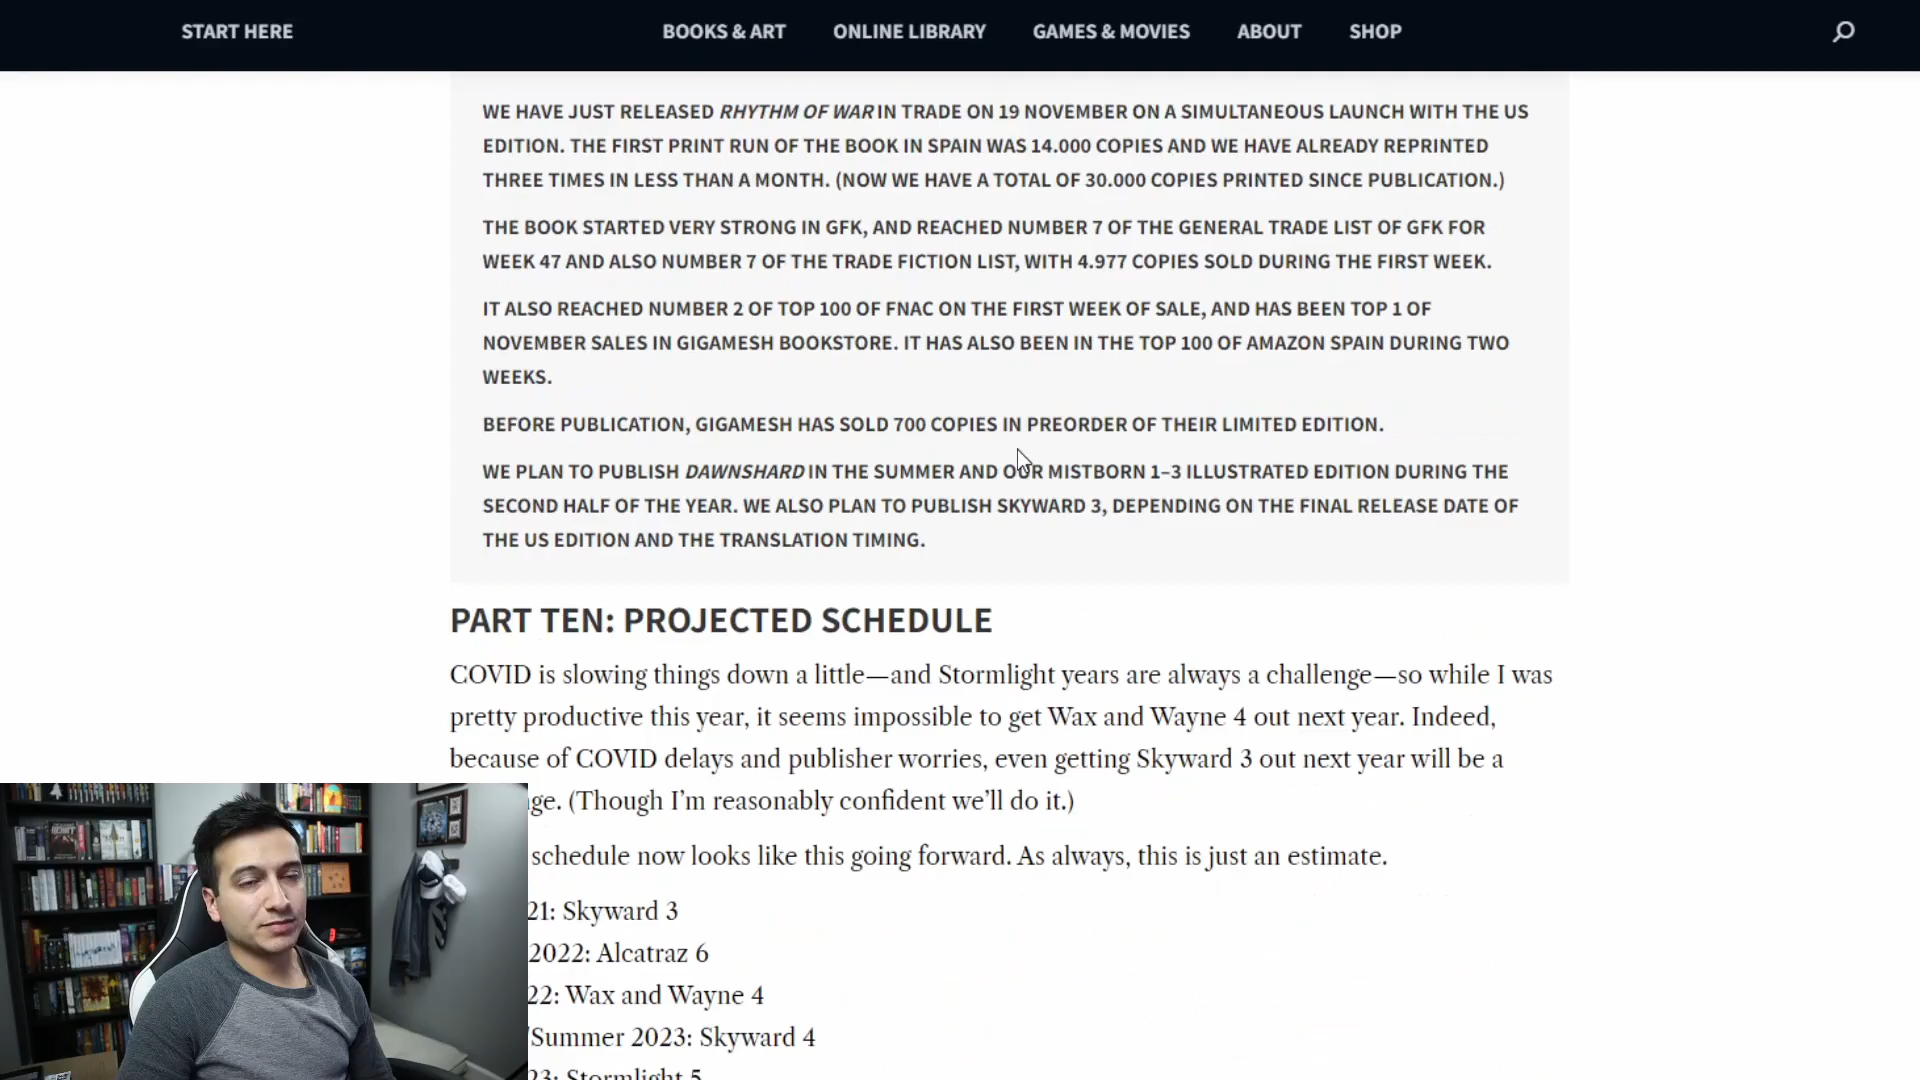 START HERE BOOKS & ART ONLINE LIBRARY GAMES & MOVIES ABOUT SHOP
WE HAVE JUST RELEASED RHYTHM OF WAR IN TRADE ON 19 NOVEMBER ON A SIMULTANEOUS LAUNCH WITH THE US
EDITION. THE FIRST PRINT RUN OF THE BOOK IN SPAIN WAS 14.000 COPIES AND WE HAVE ALREADY REPRINTED
THREE TIMES IN LESS THAN A MONTH. (NOW WE HAVE A TOTAL OF 30.000 COPIES PRINTED SINCE PUBLICATION.)
THE BOOK STARTED VERY STRONG IN GFK, AND REACHED NUMBER 7 OF THE GENERAL TRADE LIST OF GFK FOR
WEEK 47 AND ALSO NUMBER 7 OF THE TRADE FICTION LIST, WITH 4.977 COPIES SOLD DURING THE FIRST WEEK.
IT ALSO REACHED NUMBER 2 OF TOP 100 OF FNAC ON THE FIRST WEEK OF SALE, AND HAS BEEN TOP 1 OF
NOVEMBER SALES IN GIGAMESH BOOKSTORE. IT HAS ALSO BEEN IN THE TOP 100 OF AMAZON SPAIN DURING TWO
WEEKS.
BEFORE PUBLICATION, GIGAMESH HAS SOLD 700 COPIES IN PREORDER OF THEIR LIMITED EDITION.
WE PLAN TO PUBLISH DAWNSHARD IN THE SUMMER AND OUR MISTBORN 1–3 ILLUSTRATED EDITION DURING THE
SECOND HALF OF THE YEAR. WE ALSO PLAN TO PUBLISH SKYWARD 3, DEPENDING ON THE FINAL RELEASE DATE OF
THE US EDITION AND THE TRANSLATION TIMING.
PART TEN: PROJECTED SCHEDULE
COVID is slowing things down a little—and Stormlight years are always a challenge—so while I was
pretty productive this year, it seems impossible to get Wax and Wayne 4 out next year. Indeed,
because of COVID delays and publisher worries, even getting Skyward 3 out next year will be a
nge. (Though I’m reasonably confident we’ll do it.)
schedule now looks like this going forward. As always, this is just an estimate.
21: Skyward 3
2022: Alcatraz 6
22: Wax and Wayne 4
/Summer 2023: Skyward 4
23: Stormlight 5